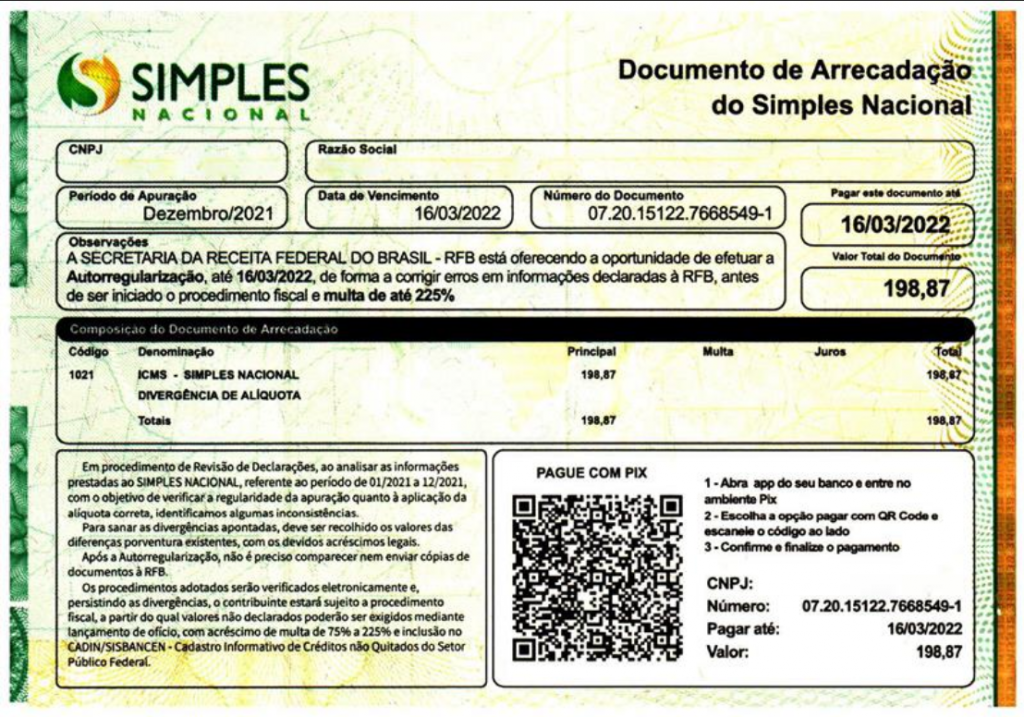 SIMPLES
NACIONAL
Documento de Arrecadação
do Simples Nacional
CNPJ
Razão Social
Período de Apuração
Dezembro/2021
Data de Vencimento
16/03/2022
Número do Documento
07.20.15122.7668549-1
Pagar este documento até
16/03/2022
Observações
A SECRETARIA DA RECEITA FEDERAL DO BRASIL - RFB está oferecendo a oportunidade de efetuar a
Autorregularização, até 16/03/2022, de forma a corrigir erros em informações declaradas à RFB, antes
de ser iniciado o procedimento fiscal e multa de até 225%
Valor Total do Documento
198,87
Composição do Documento de Arrecadação
Código Denominação Principal Multa Juros Total
1021 ICMS - SIMPLES NACIONAL 198,87 198,87
DIVERGÊNCIA DE ALÍQUOTA
Totais 198,87 198,87
Em procedimento de Revisão de Declarações, ao analisar as informações
prestadas ao SIMPLES NACIONAL, referente ao período de 01/2021 a 12/2021,
com o objetivo de verificar a regularidade da apuração quanto à aplicação da
alíquota correta, identificamos algumas inconsistências.
Para sanar as divergências apontadas, deve ser recolhido os valores das
diferenças porventura existentes, com os devidos acréscimos legais.
Após a Autorregularização, não é preciso comparecer nem enviar cópias de
documentos à RFB.
Os procedimentos adotados serão verificados eletronicamente e,
persistindo as divergências, o contribuinte estará sujeito a procedimento
fiscal, a partir do qual valores não declarados poderão ser exigidos mediante
lançamento de ofício, com acréscimo de multa de 75% a 225% e inclusão no
CADIN/SISBANCEN - Cadastro Informativo de Créditos não Quitados do Setor
Público Federal.
PAGUE COM PIX
1 - Abra app do seu banco e entre no
ambiente Pix
2 - Escolha a opção pagar com QR Code e
escaneie o código ao lado
3 - Confirme e finalize o pagamento
CNPJ:
Número: 07.20.15122.7668549-1
Pagar até: 16/03/2022
Valor: 198,87